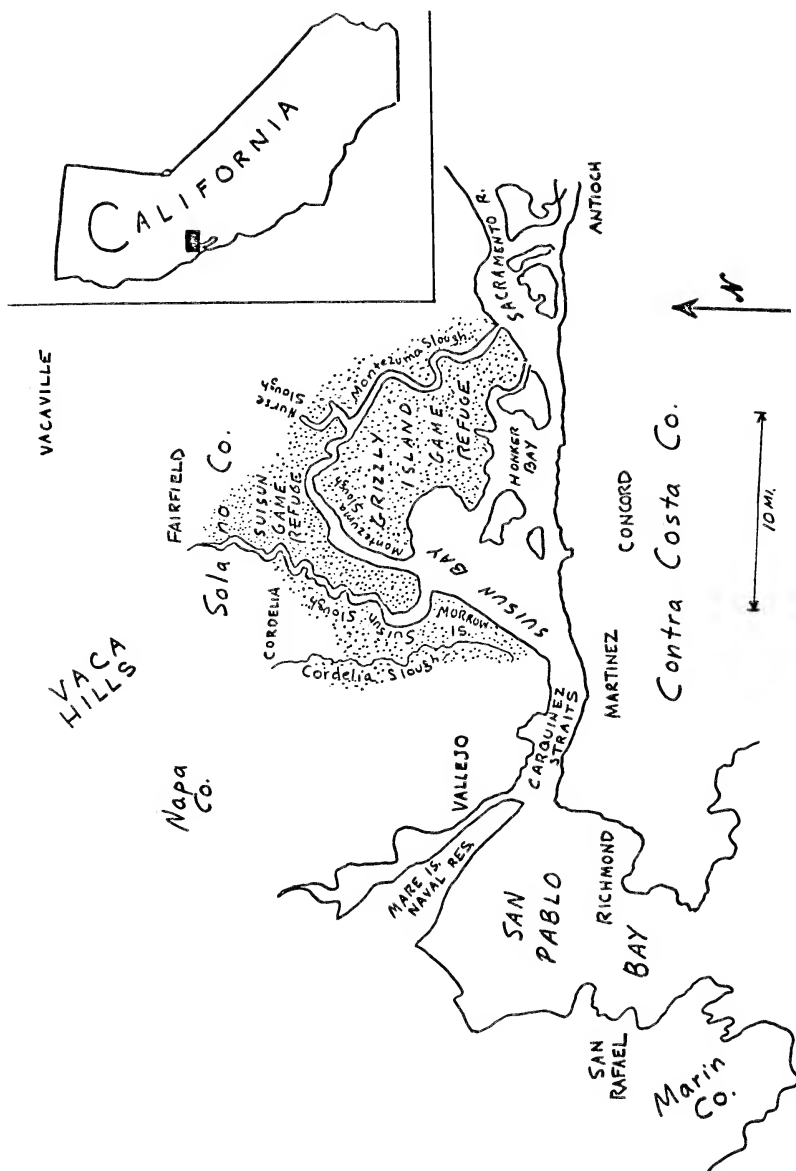 CALIFORNIA
VACAVILLE
FAIRFIELD
VACA
HILLS
Napa
Co.
Solano Co.
SUISUN
GAME
REFUGE
Nurse
Slough
Montezuma Slough
Montezuma
Slough
GRIZZLY
ISLAND
GAME
REFUGE
CORDELIA
Suisun Slough
Cordelia Slough
MORROW
IS.
SUISUN BAY
HONKER
BAY
SACRAMENTO R.
ANTIOCH
VALLEJO
MARE IS.
NAVAL RES.
CARQUINEZ
STRAITS
MARTINEZ
CONCORD
Contra Costa Co.
SAN
PABLO
BAY
RICHMOND
SAN
RAFAEL
Marin
Co.
N
10 MI.